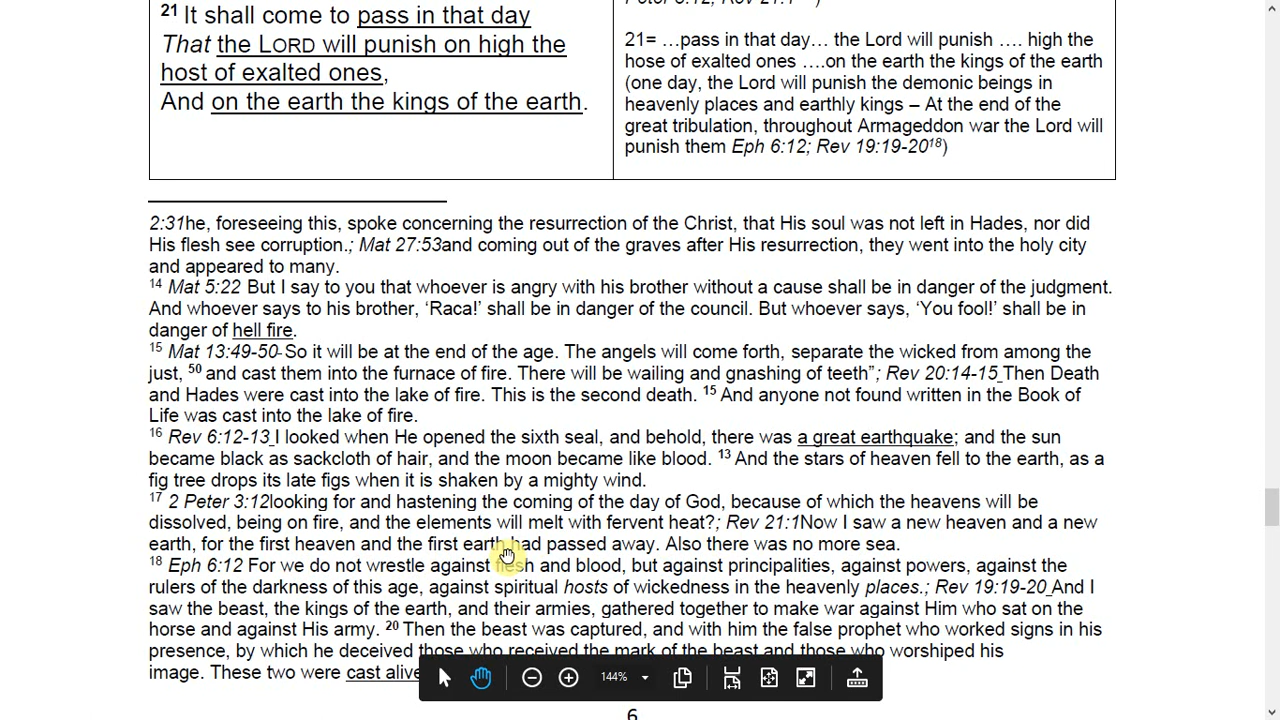 21 It shall come to pass in that day
That the LORD will punish on high the
host of exalted ones,
And on the earth the kings of the earth.
21= …pass in that day… the Lord will punish …. high the
hose of exalted ones ….on the earth the kings of the earth
(one day, the Lord will punish the demonic beings in
heavenly places and earthly kings – At the end of the
great tribulation, throughout Armageddon war the Lord will
punish them Eph 6:12; Rev 19:19-2018)
2:31he, foreseeing this, spoke concerning the resurrection of the Christ, that His soul was not left in Hades, nor did
His flesh see corruption.; Mat 27:53and coming out of the graves after His resurrection, they went into the holy city
and appeared to many.
14 Mat 5:22 But I say to you that whoever is angry with his brother without a cause shall be in danger of the judgment.
And whoever says to his brother, ‘Raca!’ shall be in danger of the council. But whoever says, ‘You fool!’ shall be in
danger of hell fire.
15 Mat 13:49-50 So it will be at the end of the age. The angels will come forth, separate the wicked from among the
just, 50 and cast them into the furnace of fire. There will be wailing and gnashing of teeth”; Rev 20:14-15 Then Death
and Hades were cast into the lake of fire. This is the second death. 15 And anyone not found written in the Book of
Life was cast into the lake of fire.
16 Rev 6:12-13 I looked when He opened the sixth seal, and behold, there was a great earthquake; and the sun
became black as sackcloth of hair, and the moon became like blood. 13 And the stars of heaven fell to the earth, as a
fig tree drops its late figs when it is shaken by a mighty wind.
17 2 Peter 3:12looking for and hastening the coming of the day of God, because of which the heavens will be
dissolved, being on fire, and the elements will melt with fervent heat?; Rev 21:1Now I saw a new heaven and a new
earth, for the first heaven and the first earth had passed away. Also there was no more sea.
18 Eph 6:12 For we do not wrestle against flesh and blood, but against principalities, against powers, against the
rulers of the darkness of this age, against spiritual hosts of wickedness in the heavenly places.; Rev 19:19-20 And I
saw the beast, the kings of the earth, and their armies, gathered together to make war against Him who sat on the
horse and against His army. 20 Then the beast was captured, and with him the false prophet who worked signs in his
presence, by which he deceived those who received the mark of the beast and those who worshiped his
image. These two were cast alive
144%
6